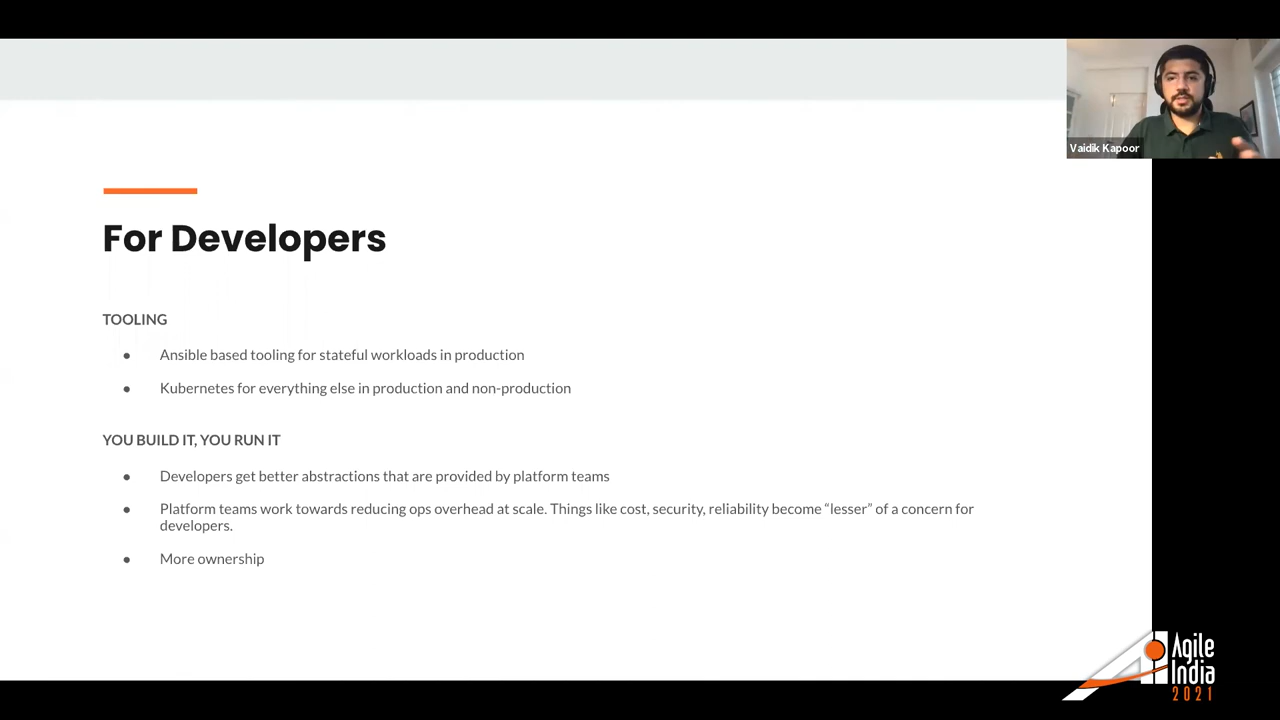 Vaidik Kapoor
For Developers
TOOLING
● Ansible based tooling for stateful workloads in production
● Kubernetes for everything else in production and non-production
YOU BUILD IT, YOU RUN IT
● Developers get better abstractions that are provided by platform teams
● Platform teams work towards reducing ops overhead at scale. Things like cost, security, reliability become “lesser” of a concern for
developers.
● More ownership
Agile
India
2021